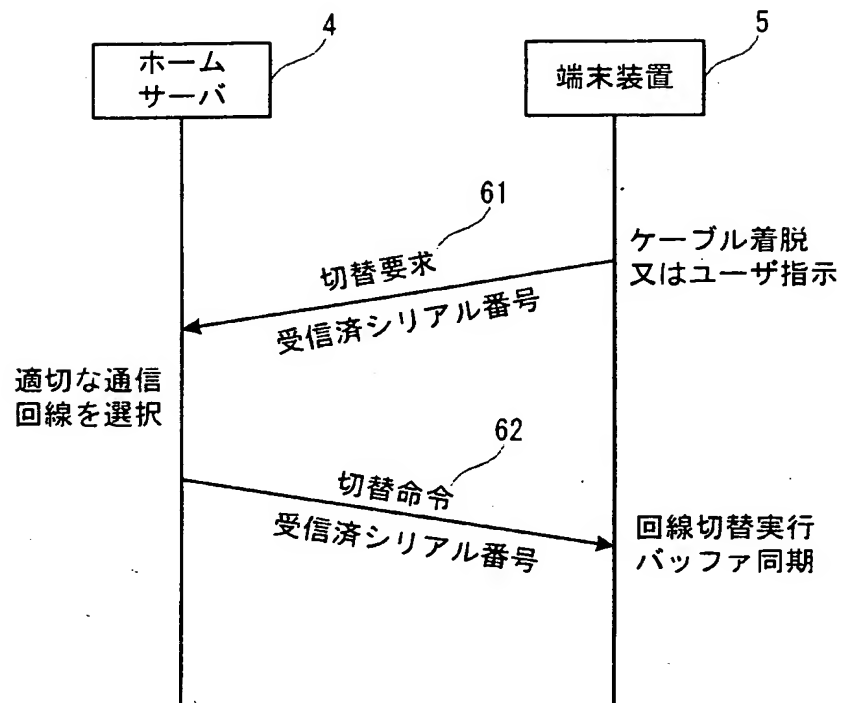 4
5
ホーム
サーバ
端末装置
61
ケーブル着脱
又はユーザ指示
切替要求
受信済シリアル番号
適切な通信
回線を選択
62
切替命令
受信済シリアル番号
回線切替実行
バッファ同期